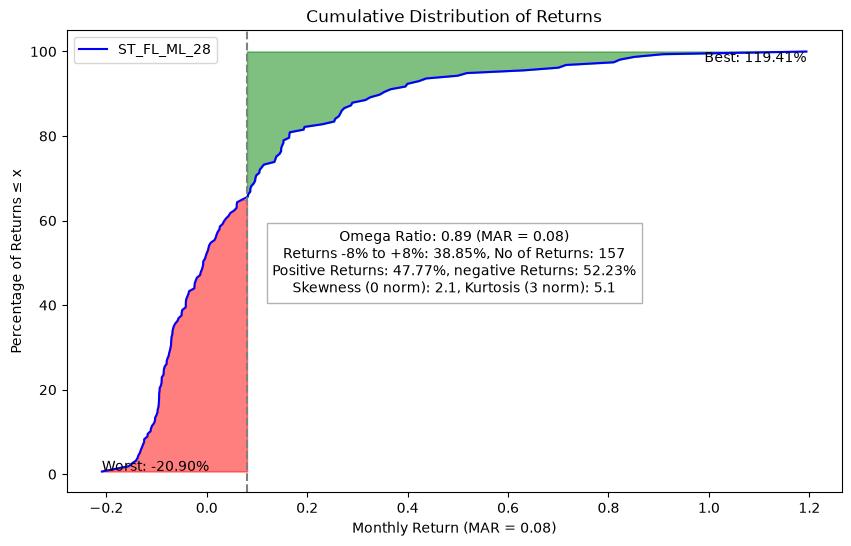 Cumulative Distribution of Returns
ST_FL_ML_28
Best: 119.41%
Omega Ratio: 0.89 (MAR = 0.08)
Returns -8% to +8%: 38.85%, No of Returns: 157
Positive Returns: 47.77%, negative Returns: 52.23%
Skewness (0 norm): 2.1, Kurtosis (3 norm): 5.1
Worst: -20.90%
Percentage of Returns ≤ x
100
80
60
40
20
0
−0.2 0.0 0.2 0.4 0.6 0.8 1.0 1.2
Monthly Return (MAR = 0.08)